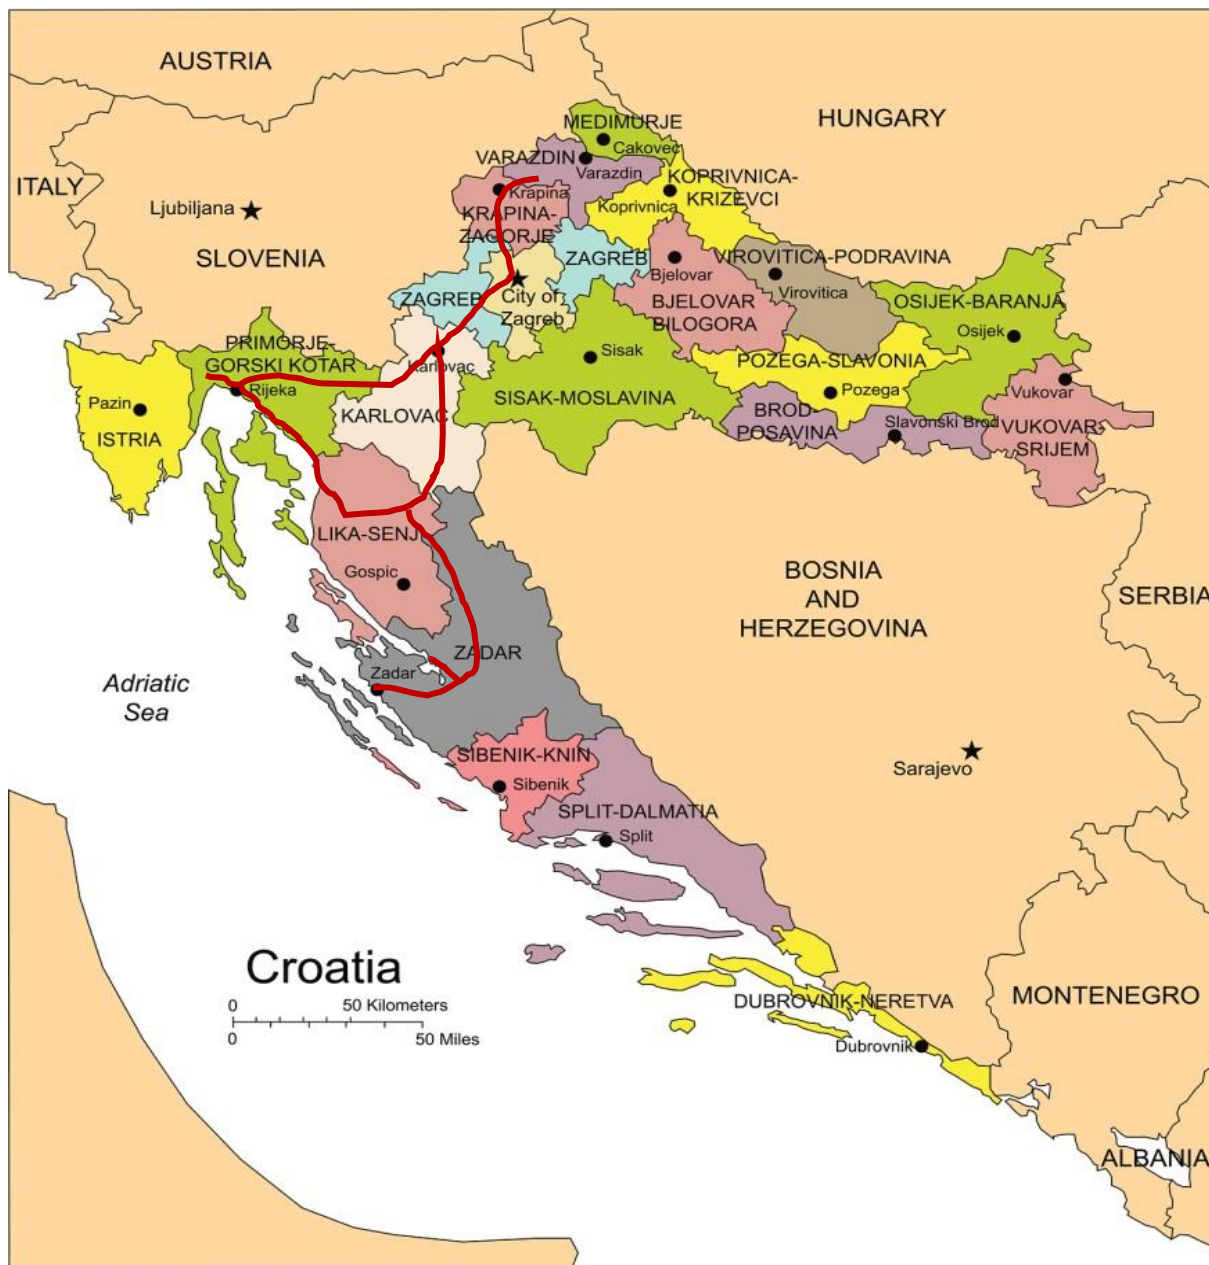 AUSTRIA
HUNGARY
MEDIMURJE
Cakovec
VARAZDIN
Varazdin
ITALY
KOPRIVNICA-
KRIZEVCI
Krapina
Koprivnica
Ljubiljana
KRAPINA-
ZAGORJE
SLOVENIA
ZAGREB
VIROVITICA-PODRAVINA
Bjelovar
Virovitica
ZAGREB
City of
Zagreb
BJELOVAR
BILOGORA
OSIJEK-BARANJA
Osijek
PRIMORJE-
GORSKI KOTAR
Karlovac
Sisak
POZEGA-SLAVONIA
Rijeka
Pozega
Vukovar
Pazin
ISTRIA
KARLOVAC
SISAK-MOSLAVINA
BROD-
POSAVINA
Slavonski Brod
VUKOVAR-
SRIJEM
LIKA-SENJ
Gospic
BOSNIA
AND
HERZEGOVINA
SERBIA
ZADAR
Zadar
Adriatic
Sea
SIBENIK-KNIN
Sibenik
Sarajevo
SPLIT-DALMATIA
Split
Croatia
0 50 Kilometers
0 50 Miles
DUBROVNIK-NERETVA
Dubrovnik
MONTENEGRO
ALBANIA